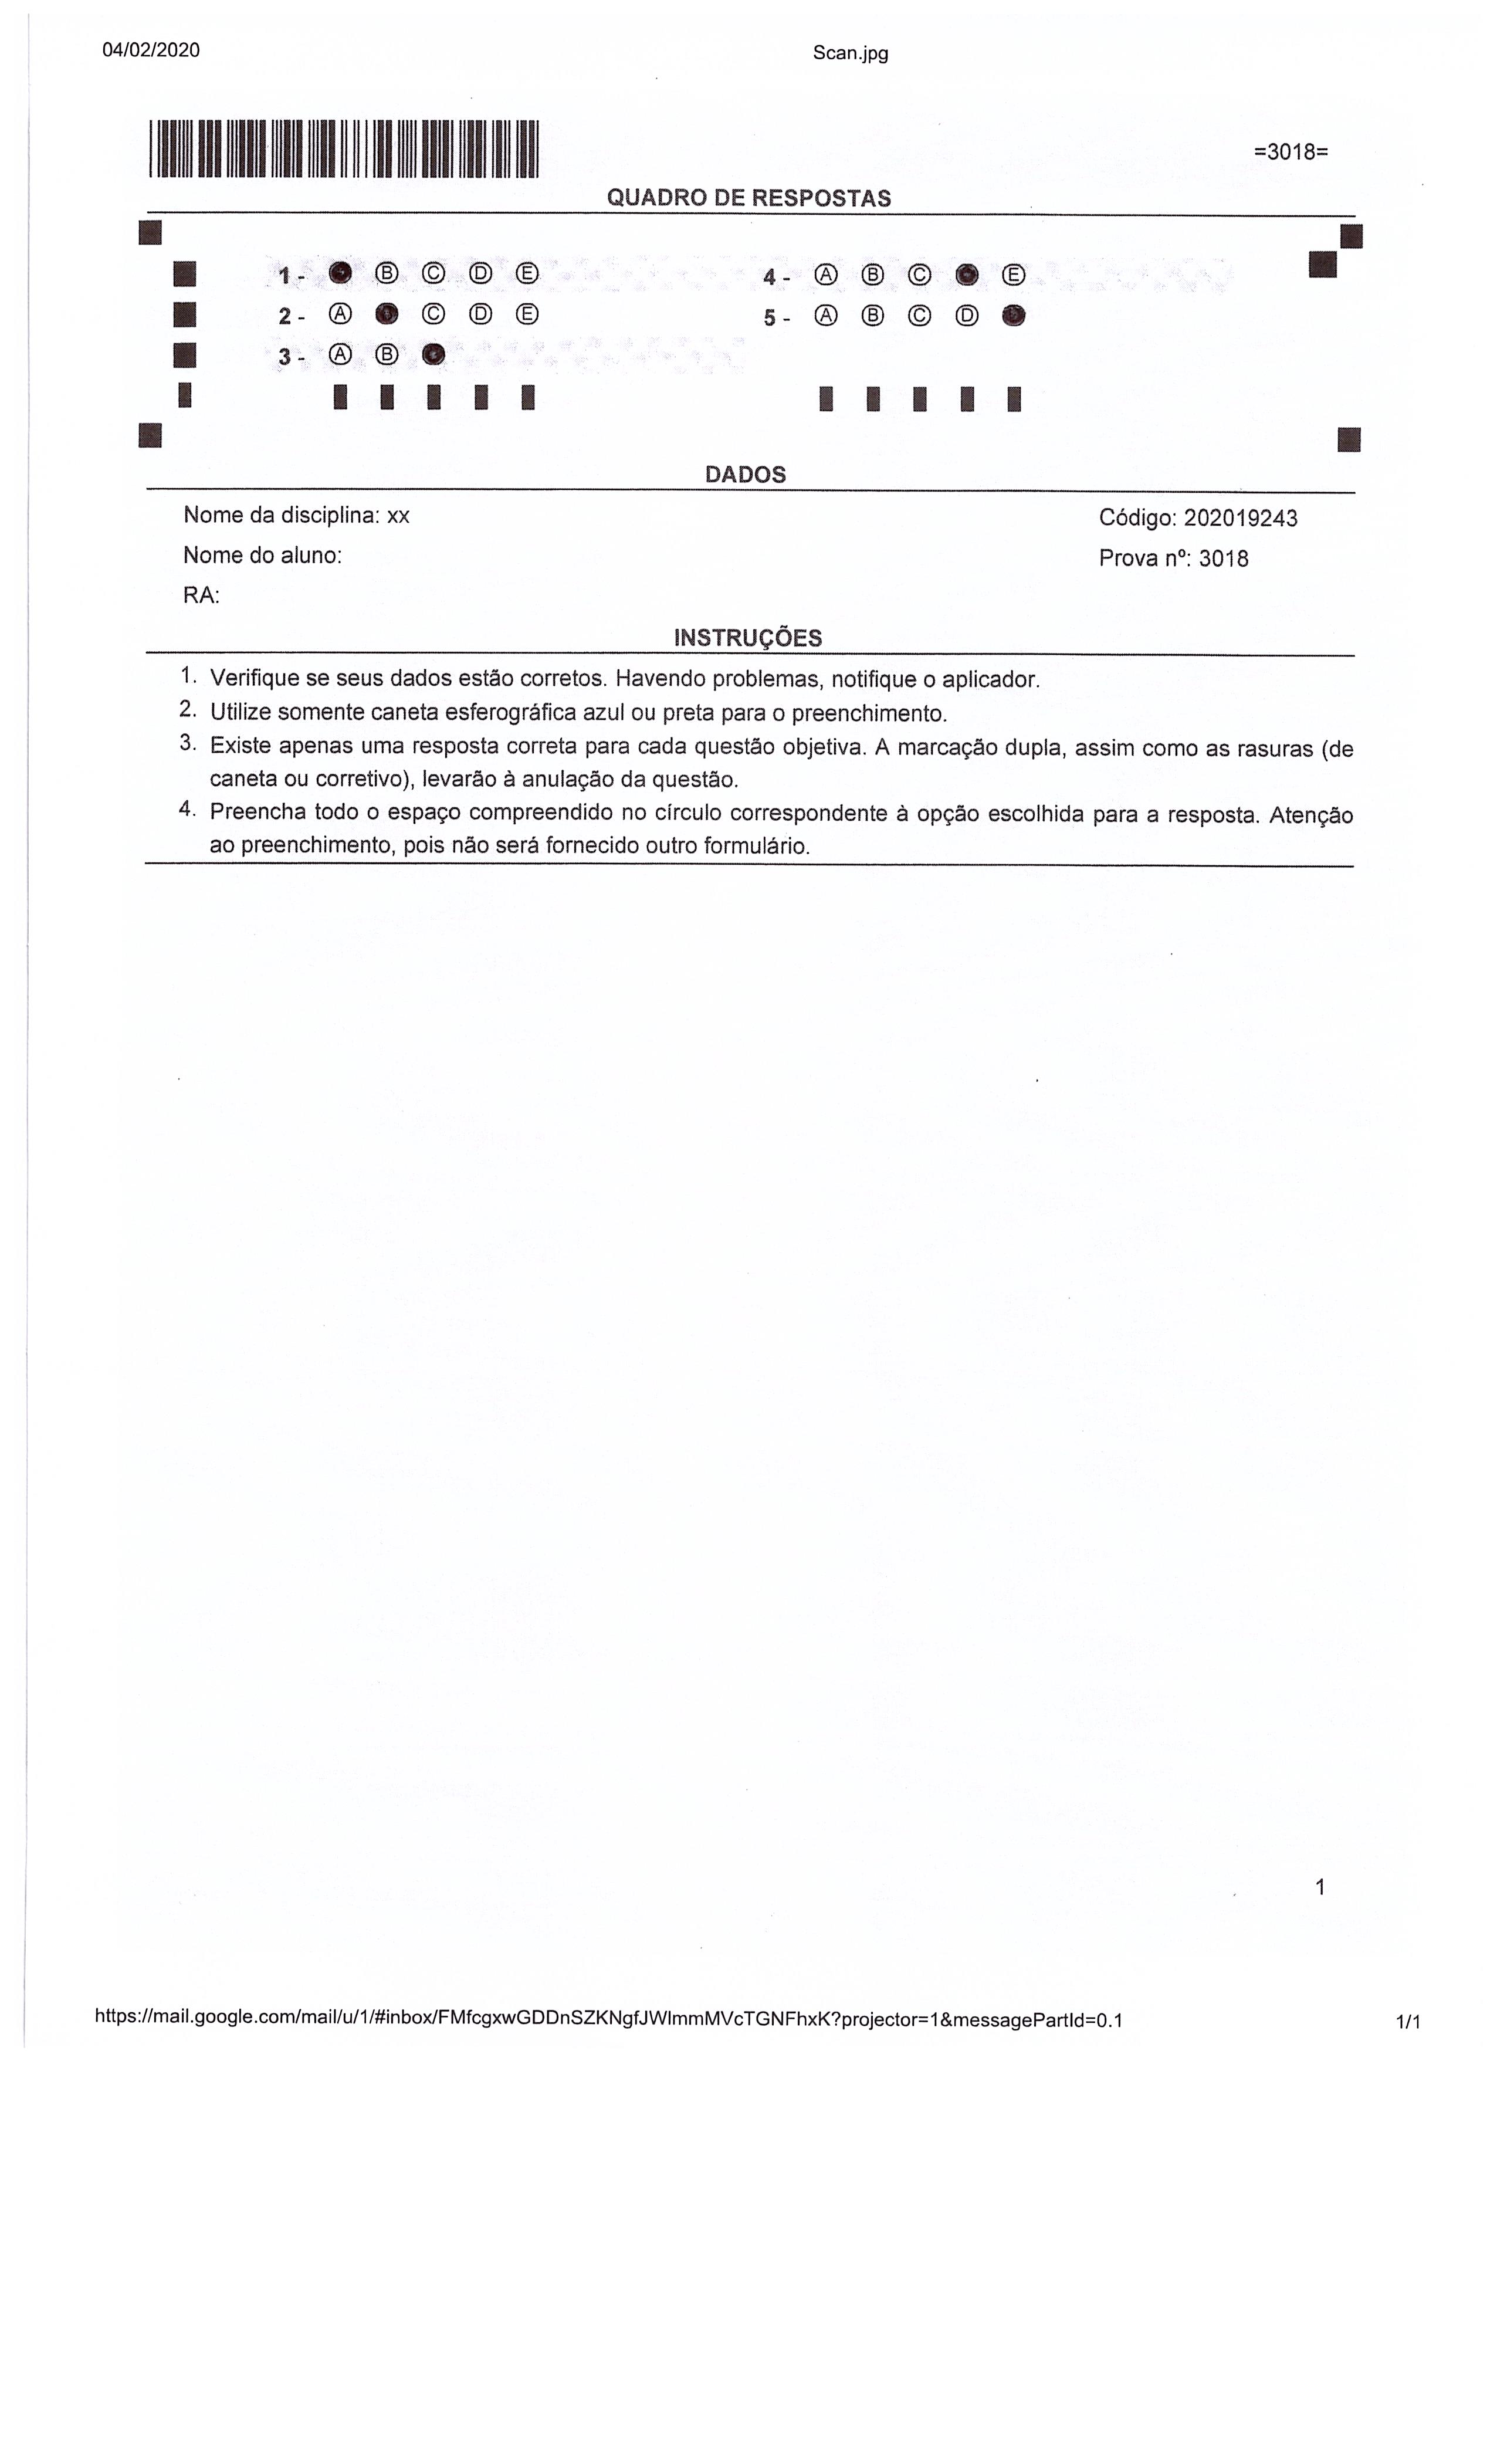 04/02/2020 Scan.jpg
=3018=
QUADRO DE RESPOSTAS
1 - Ⓑ Ⓒ Ⓓ Ⓔ 4 - Ⓐ Ⓑ Ⓒ Ⓔ
2 - Ⓐ Ⓒ Ⓓ Ⓔ 5 - Ⓐ Ⓑ Ⓒ Ⓓ
3 - Ⓐ Ⓑ
DADOS
Nome da disciplina: xx Código: 202019243
Nome do aluno: Prova nº: 3018
RA:
INSTRUÇÕES
1. Verifique se seus dados estão corretos. Havendo problemas, notifique o aplicador.
2. Utilize somente caneta esferográfica azul ou preta para o preenchimento.
3. Existe apenas uma resposta correta para cada questão objetiva. A marcação dupla, assim como as rasuras (de
caneta ou corretivo), levarão à anulação da questão.
4. Preencha todo o espaço compreendido no círculo correspondente à opção escolhida para a resposta. Atenção
ao preenchimento, pois não será fornecido outro formulário.
1
https://mail.google.com/mail/u/1/#inbox/FMfcgxwGDDnSZKNgfJWlmmMVcTGNFhxK?projector=1&messagePartId=0.1 1/1